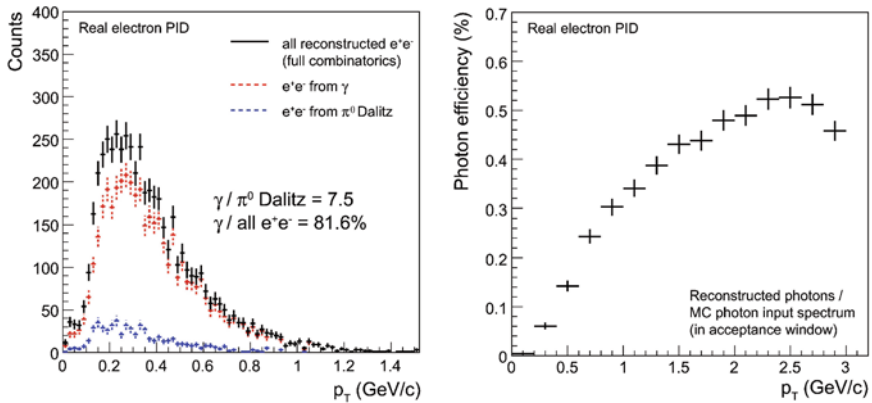 Real electron PID
Counts
400
350
300
250
200
150
100
50
0
all reconstructed e⁺e⁻
(full combinatorics)
e⁺e⁻ from γ
e⁺e⁻ from π⁰ Dalitz
γ / π⁰ Dalitz = 7.5
γ / all e⁺e⁻ = 81.6%
0 0.2 0.4 0.6 0.8 1 1.2 1.4
p_T (GeV/c)
Real electron PID
Photon efficiency (%)
0.7
0.6
0.5
0.4
0.3
0.2
0.1
0
Reconstructed photons /
MC photon input spectrum
(in acceptance window)
0 0.5 1 1.5 2 2.5 3
p_T (GeV/c)